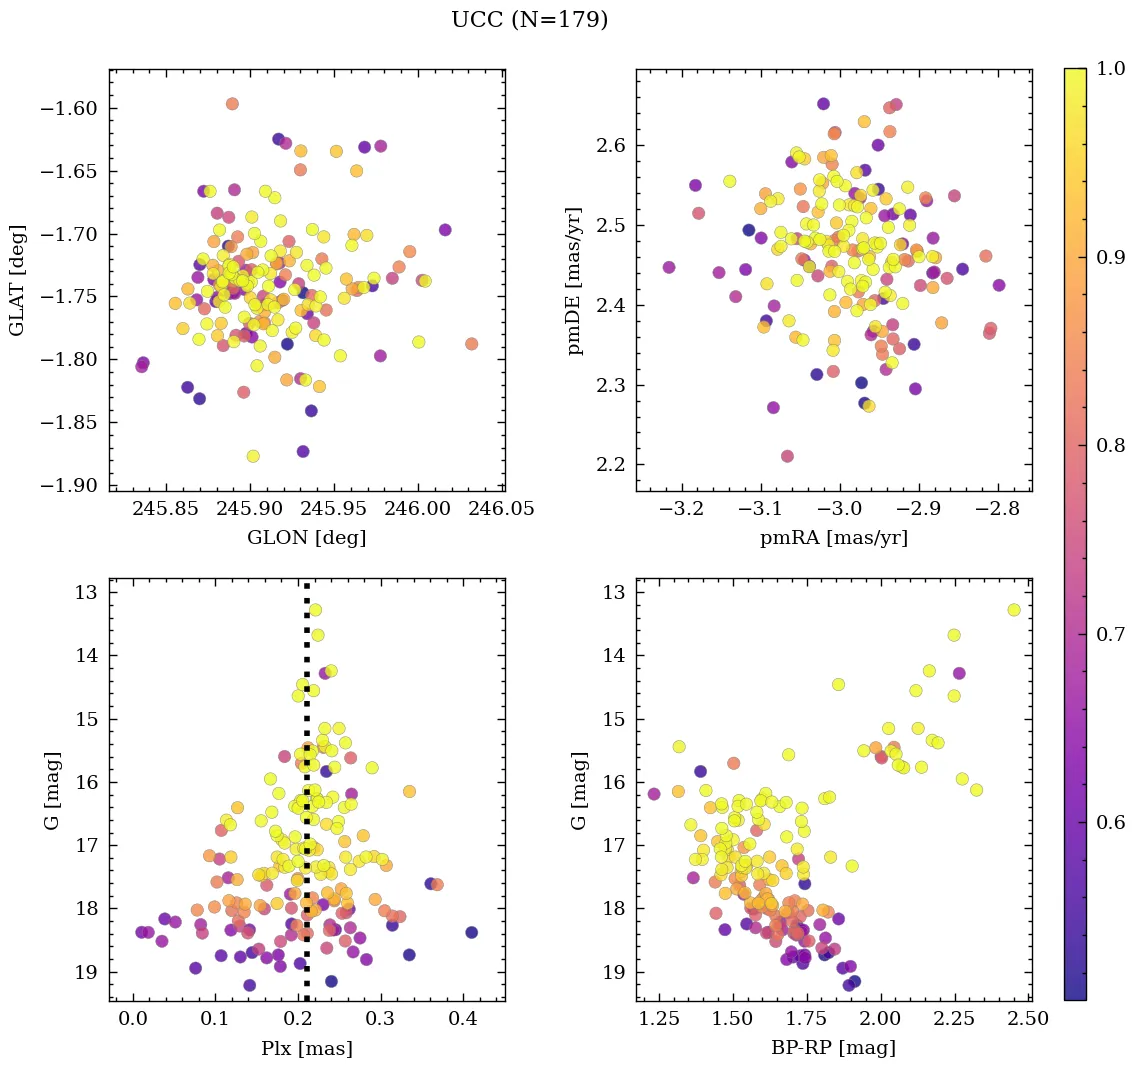 UCC (N=179)
−1.60
−1.65
−1.70
−1.75
−1.80
−1.85
−1.90
GLAT [deg]
245.85 245.90 245.95 246.00 246.05
GLON [deg]
2.6
2.5
2.4
2.3
2.2
pmDE [mas/yr]
−3.2 −3.1 −3.0 −2.9 −2.8
pmRA [mas/yr]
13
14
15
16
17
18
19
G [mag]
0.0 0.1 0.2 0.3 0.4
Plx [mas]
13
14
15
16
17
18
19
G [mag]
1.25 1.50 1.75 2.00 2.25 2.50
BP-RP [mag]
1.0
0.9
0.8
0.7
0.6